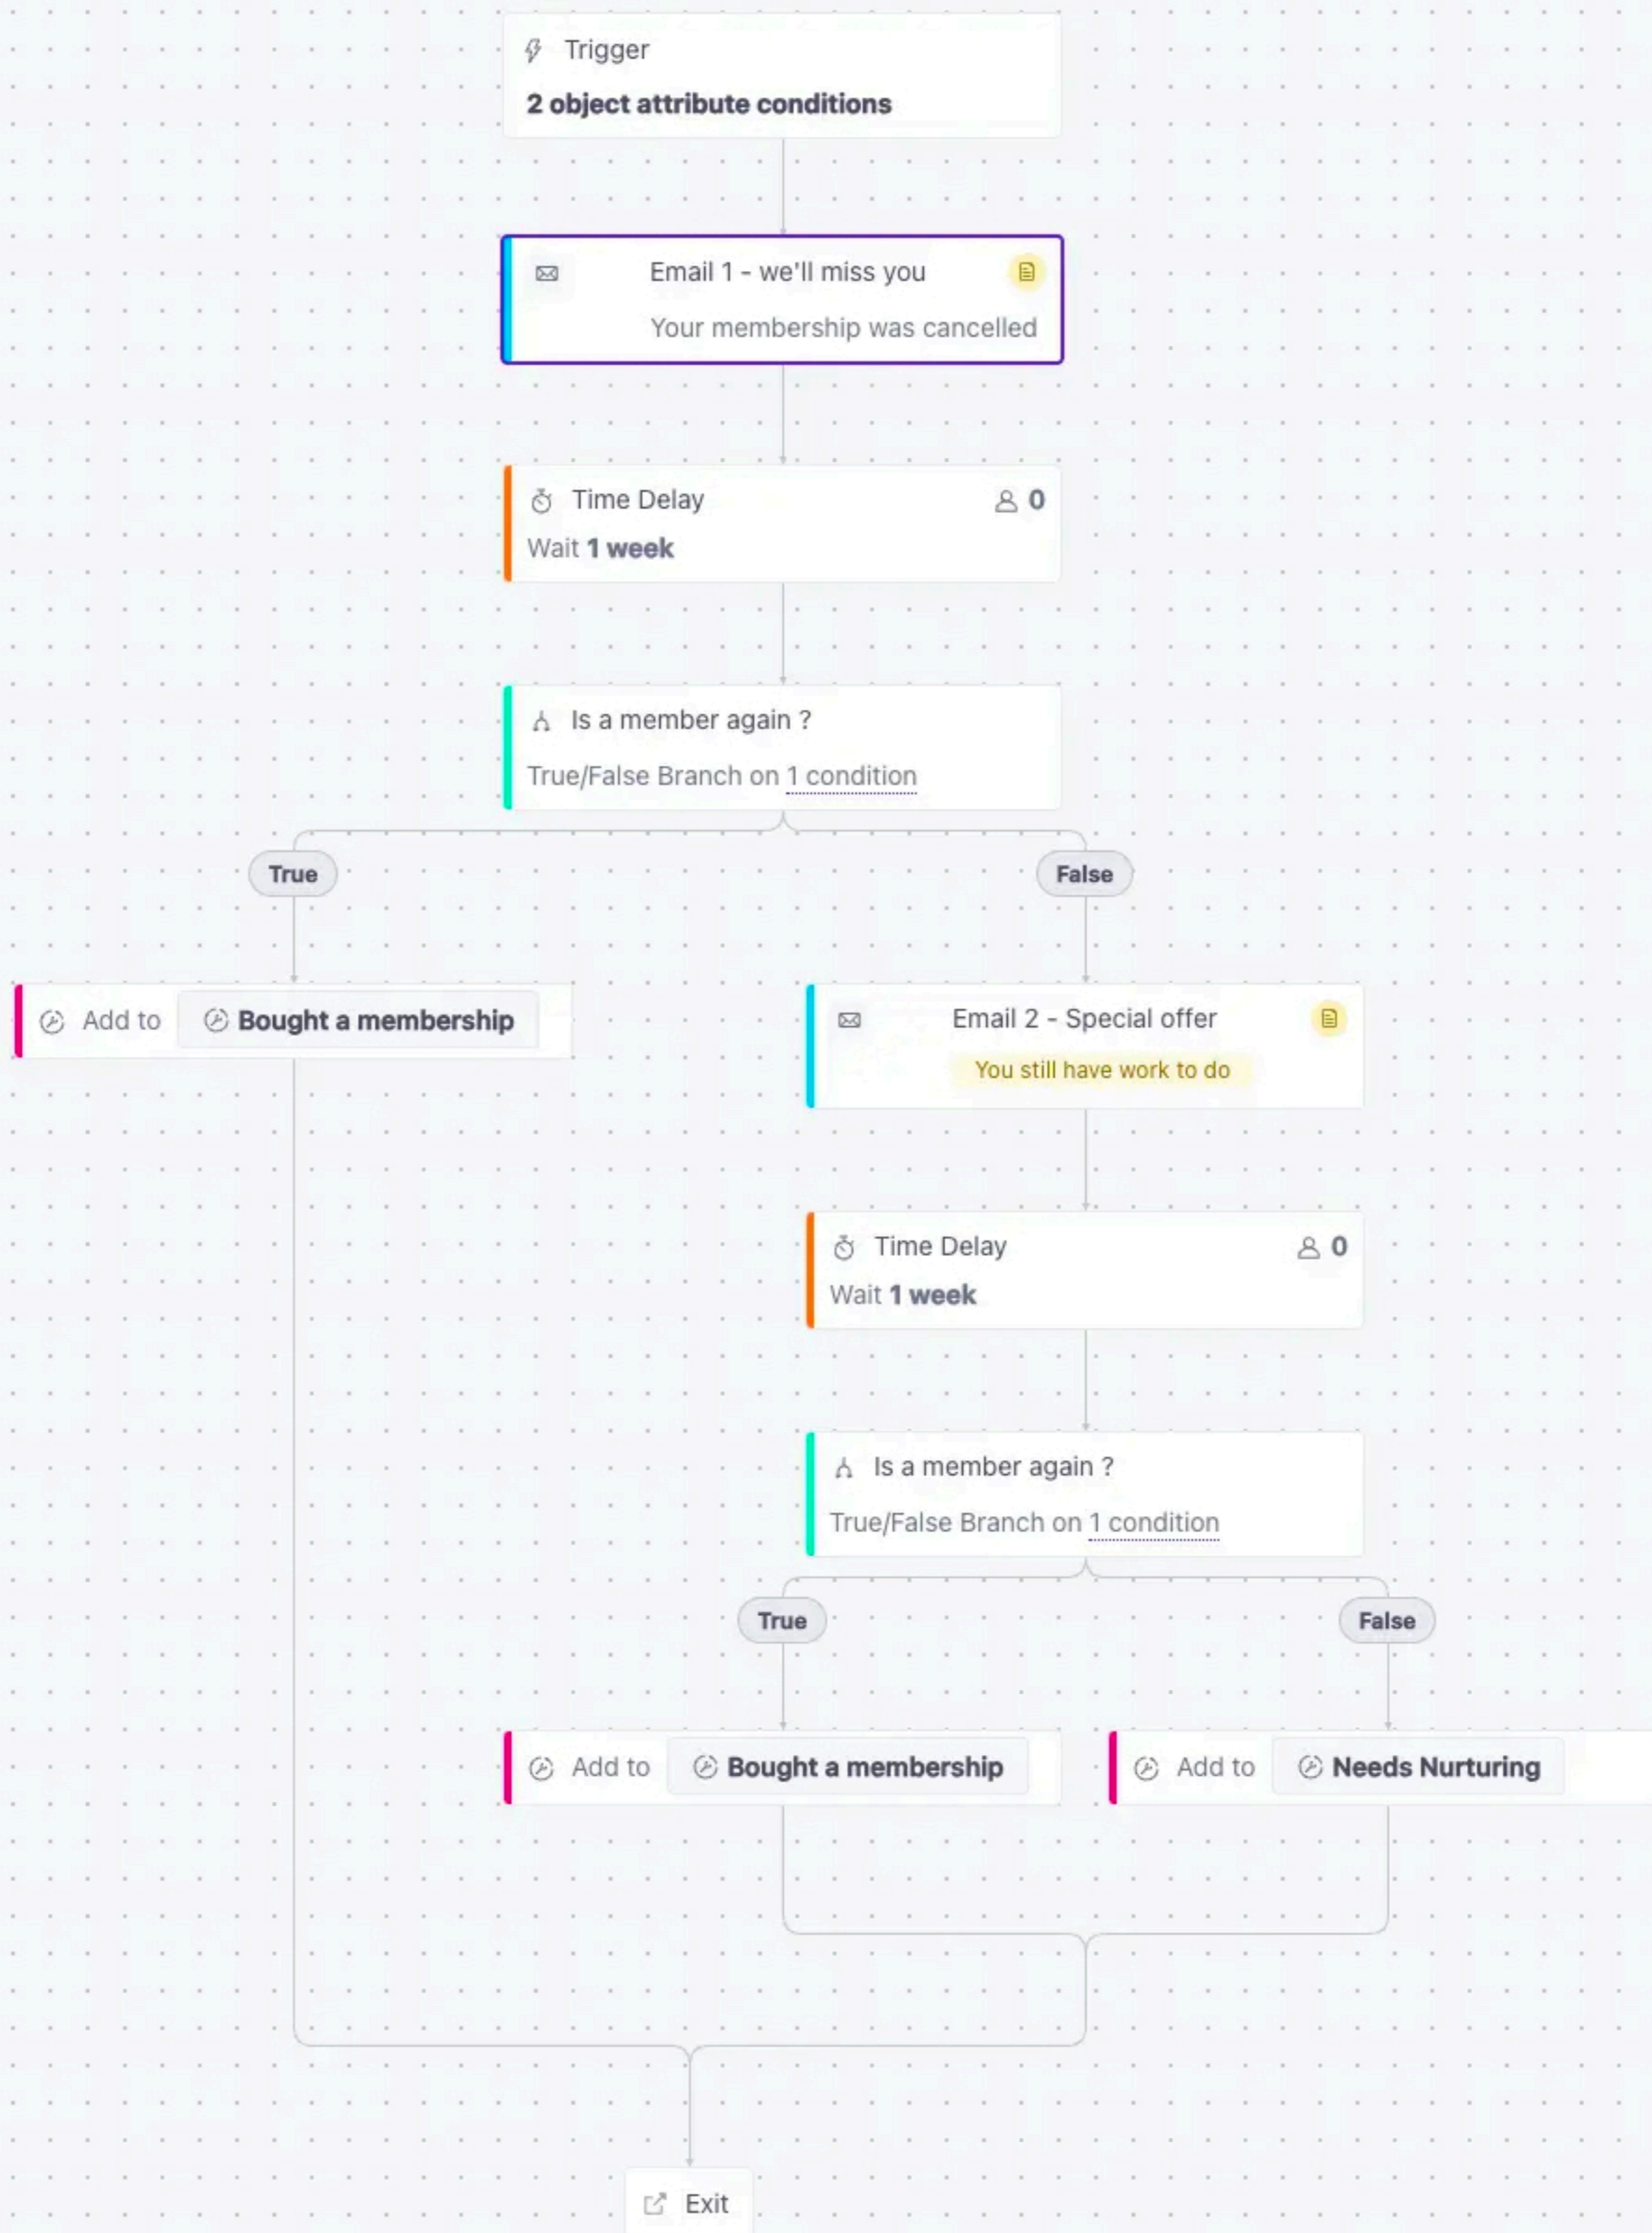 Trigger
2 object attribute conditions
Email 1 - we'll miss you
Your membership was cancelled
Time Delay 0
Wait 1 week
Is a member again ?
True/False Branch on 1 condition
True False
Add to Bought a membership
Email 2 - Special offer
You still have work to do
Time Delay 0
Wait 1 week
Is a member again ?
True/False Branch on 1 condition
True False
Add to Bought a membership
Add to Needs Nurturing
Exit